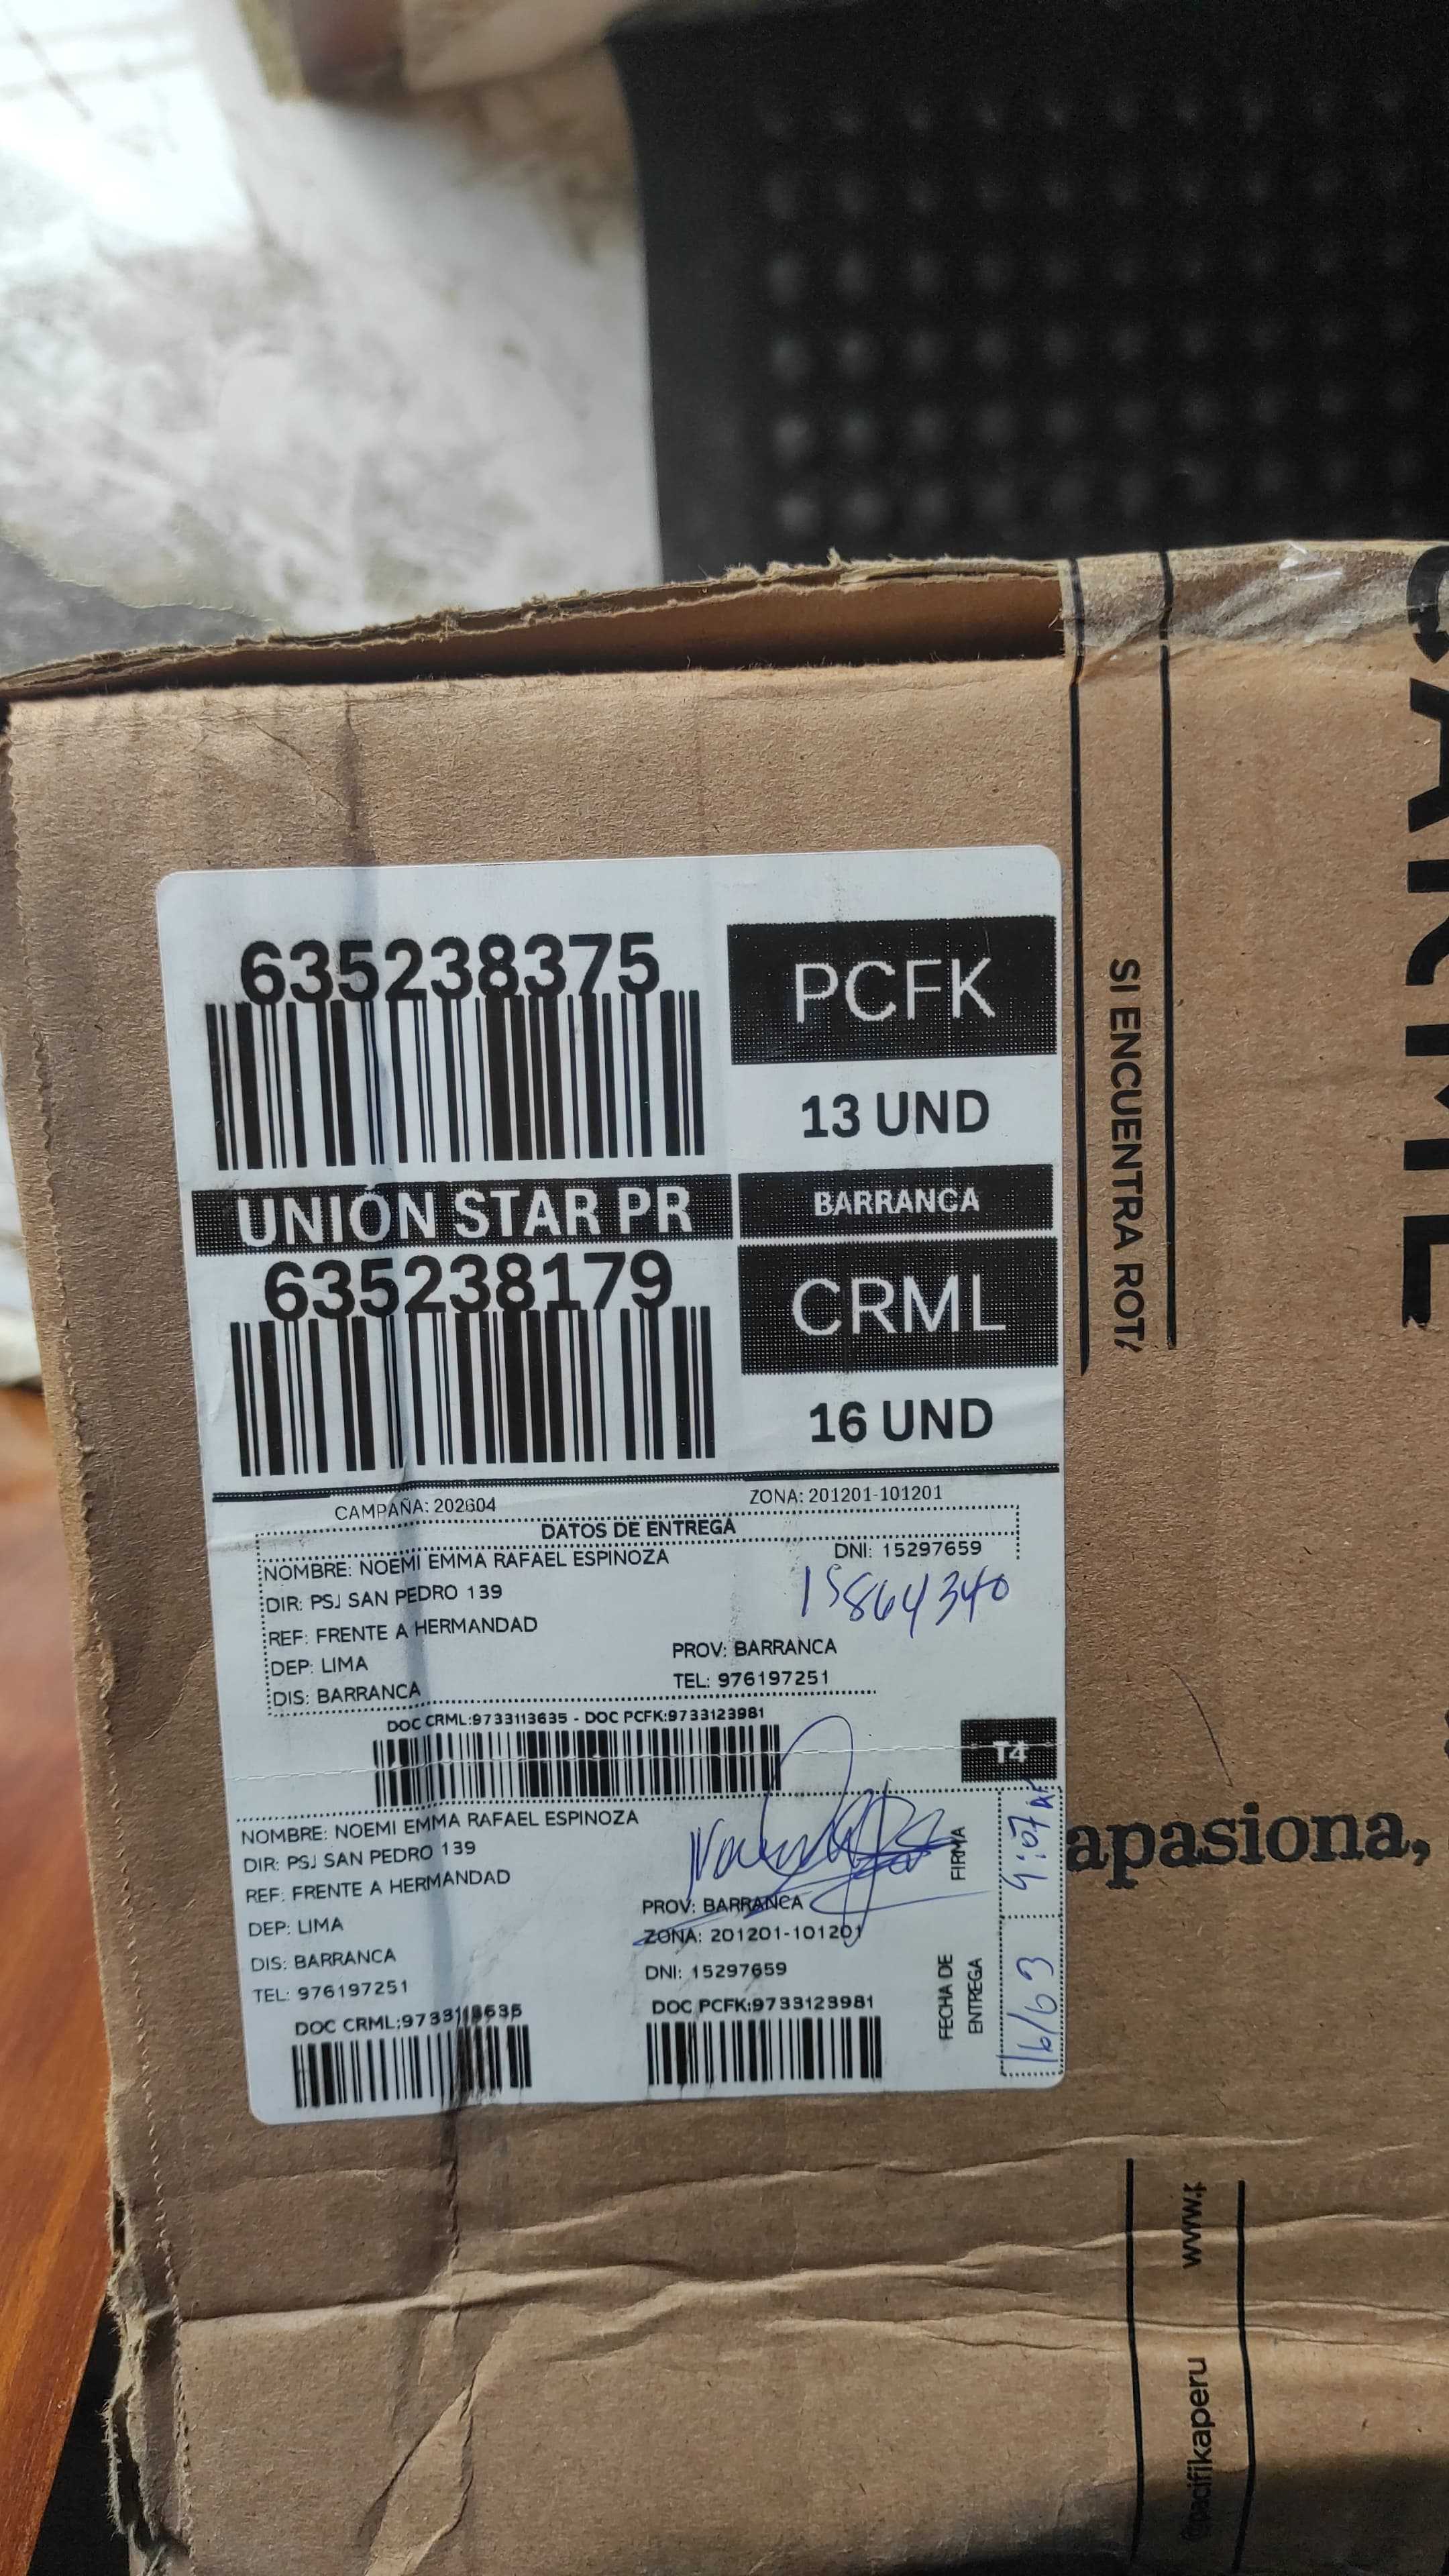 635238375
PCFK
13 UND
UNIÓN STAR PR
BARRANCA
635238179
CRML
16 UND
CAMPAÑA: 202604
ZONA: 201201-101201
DATOS DE ENTREGA
NOMBRE: NOEMI EMMA RAFAEL ESPINOZA
DNI: 15297659
15864340
DIR: PSJ SAN PEDRO 139
REF: FRENTE A HERMANDAD
DEP: LIMA
PROV: BARRANCA
DIS: BARRANCA
TEL: 976197251
DOC CRML:9733113635 - DOC PCFK:9733123981
T4
NOMBRE: NOEMI EMMA RAFAEL ESPINOZA
DIR: PSJ SAN PEDRO 139
REF: FRENTE A HERMANDAD
DEP: LIMA
PROV: BARRANCA
DIS: BARRANCA
ZONA: 201201-101201
TEL: 976197251
DNI: 15297659
DOC CRML:9733113635
DOC PCFK:9733123981
FIRMA
FECHA DE
ENTREGA
16/03
SI ENCUENTRA
apasiona,
@pacifikaperu